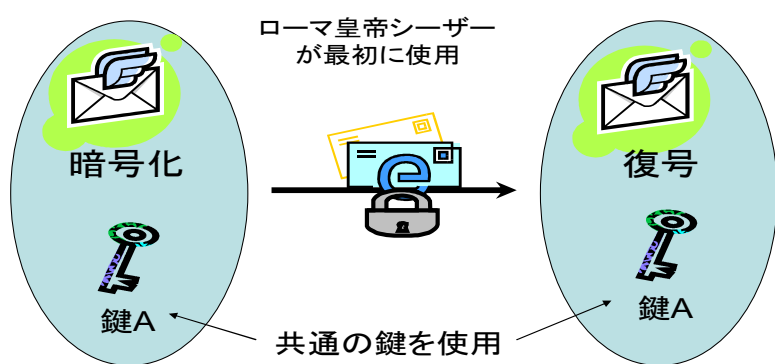 ローマ皇帝シーザー
が最初に使用
暗号化
復号
鍵A
鍵A
共通の鍵を使用